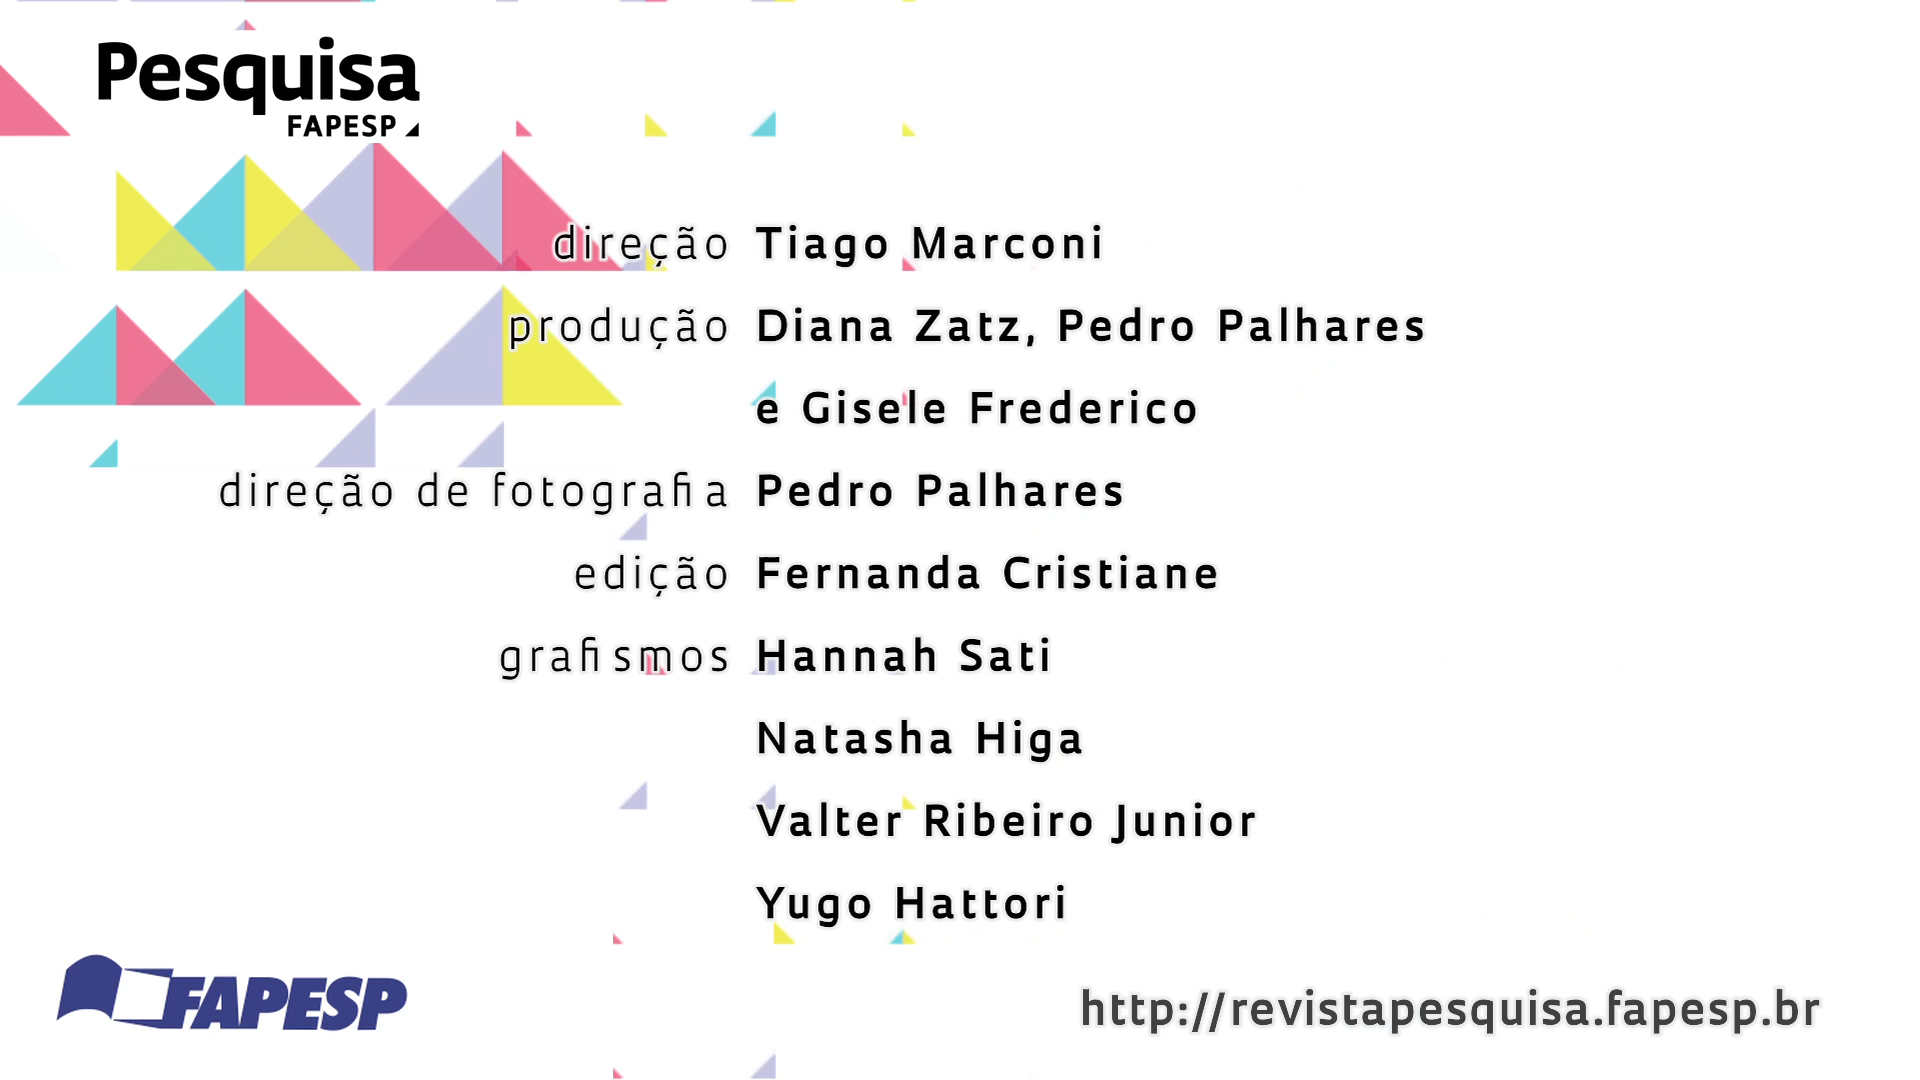 Pesquisa
FAPESP
direção Tiago Marconi
produção Diana Zatz, Pedro Palhares
e Gisele Frederico
direção de fotografia Pedro Palhares
edição Fernanda Cristiane
grafismos Hannah Sati
Natasha Higa
Valter Ribeiro Junior
Yugo Hattori
FAPESP
http://revistapesquisa.fapesp.br